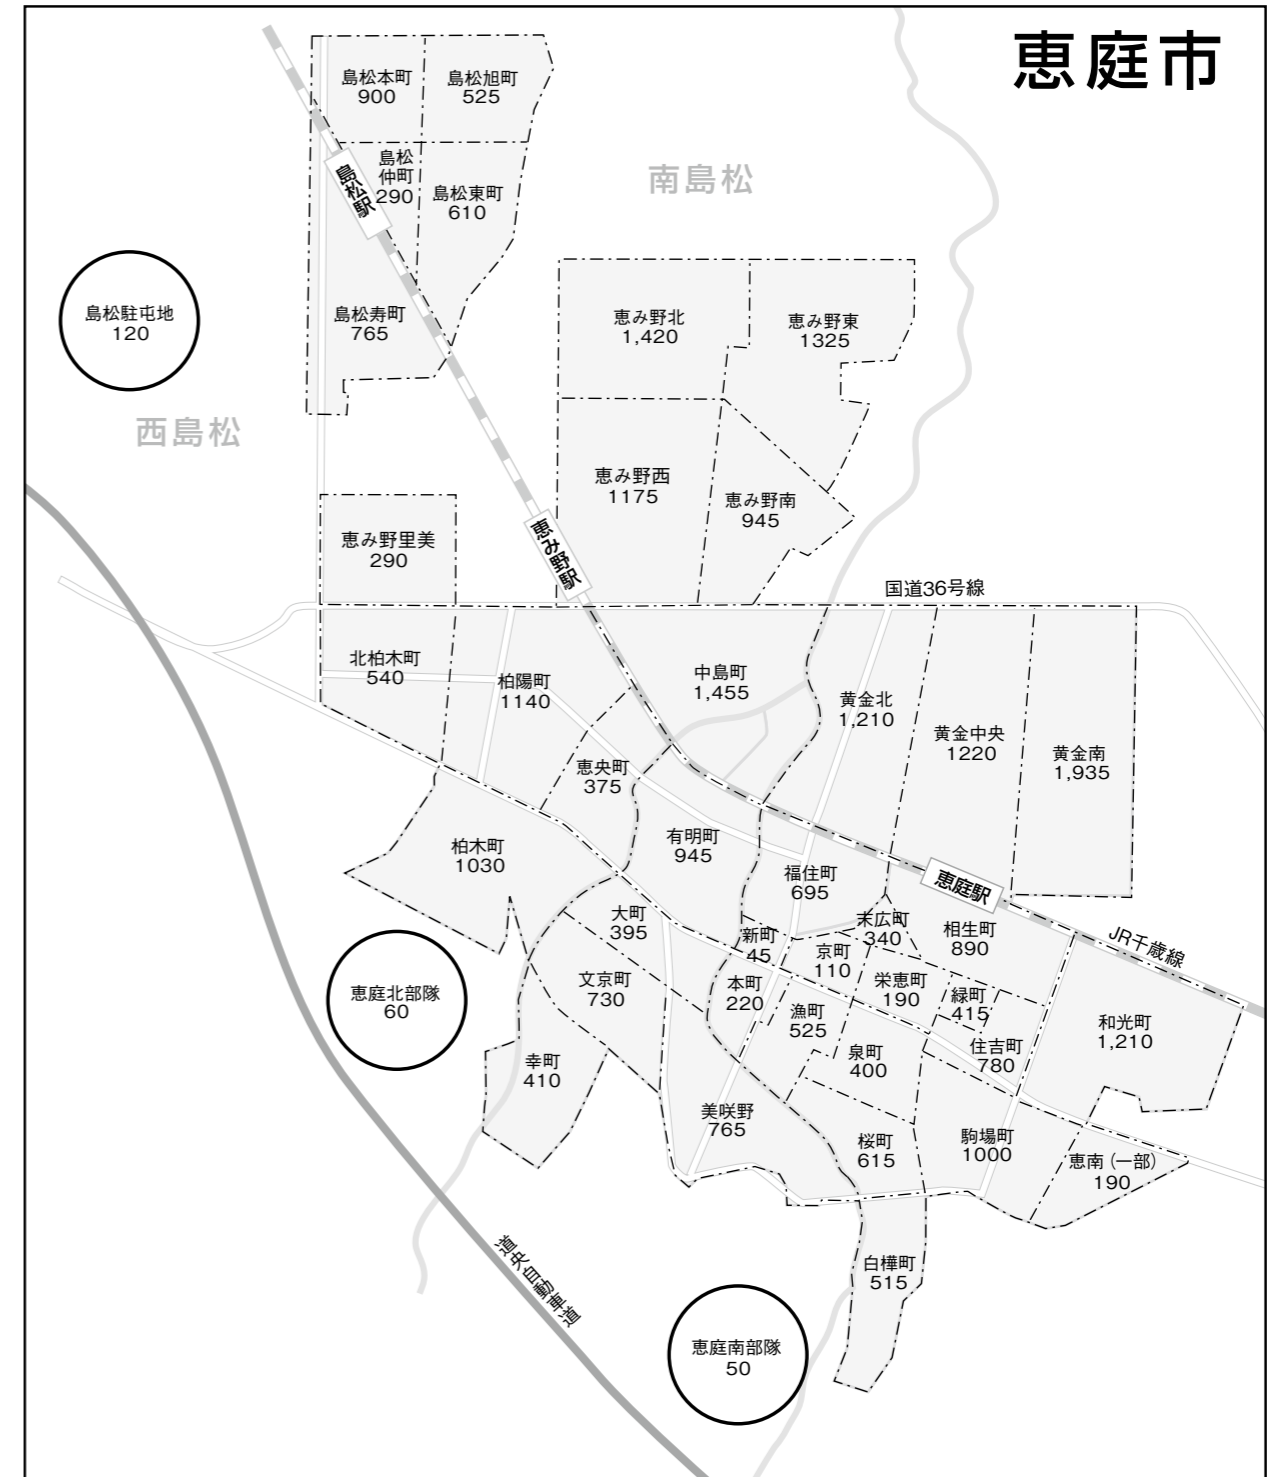 恵庭市
島松本町
900
島松旭町
525
島松
仲町
290
島松東町
610
島松駅
南島松
島松駐屯地
120
島松寿町
765
恵み野北
1,420
恵み野東
1325
西島松
恵み野西
1175
恵み野南
945
恵み野里美
290
恵み野駅
国道36号線
北柏木町
540
柏陽町
1140
中島町
1,455
黄金北
1,210
黄金中央
1220
黄金南
1,935
恵央町
375
柏木町
1030
有明町
945
福住町
695
恵庭駅
大町
395
新町
45
末広町
340
相生町
890
JR千歳線
京町
110
文京町
730
本町
220
栄恵町
190
緑町
415
恵庭北部隊
60
漁町
525
住吉町
780
和光町
1,210
泉町
400
幸町
410
美咲野
765
桜町
615
駒場町
1000
恵南(一部)
190
道央自動車道
白樺町
515
恵庭南部隊
50